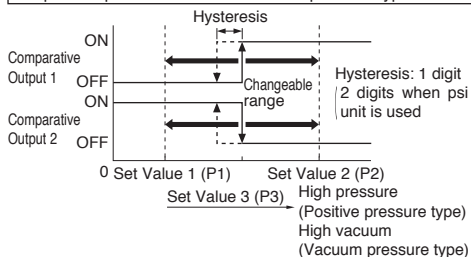 Hysteresis
ON
Comparative
Output 1
OFF
Changeable
range
Hysteresis: 1 digit
2 digits when psi
unit is used
ON
Comparative
Output 2
OFF
0 Set Value 1 (P1) Set Value 2 (P2)
Set Value 3 (P3)
High pressure
(Positive pressure type)
High vacuum
(Vacuum pressure type)